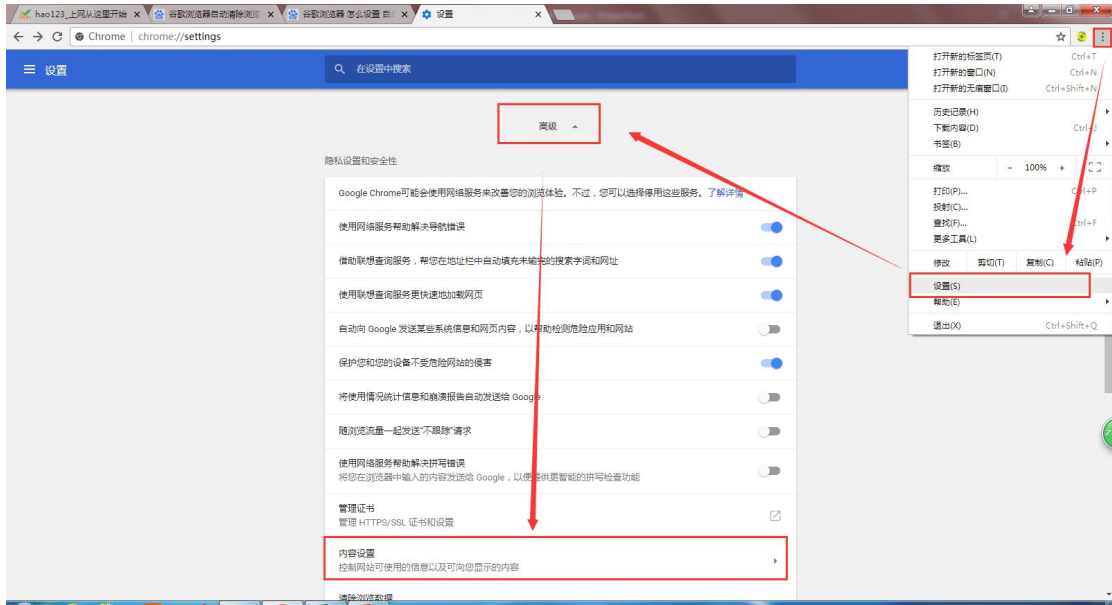 hao123_上网从这里开始
谷歌浏览器自动清除浏览
谷歌浏览器 怎么设置 自
设置
Chrome | chrome://settings
设置
在设置中搜索
高级
隐私设置和安全性
Google Chrome可能会使用网络服务来改善您的浏览体验。不过，您可以选择停用这些服务。了解详情
使用网络服务帮助解决导航错误
借助联想查询服务，帮您在地址栏中自动填充未输完的搜索字词和网址
使用联想查询服务更快速地加载网页
自动向 Google 发送某些系统信息和网页内容，以帮助检测危险应用和网站
保护您和您的设备不受危险网站的侵害
将使用情况统计信息和崩溃报告自动发送给 Google
随浏览流量一起发送"不跟踪"请求
使用网络服务帮助解决拼写错误
将您在浏览器中输入的内容发送给 Google，以便提供更智能的拼写检查功能
管理证书
管理 HTTPS/SSL 证书和设置
内容设置
控制网站可使用的信息以及可向您显示的内容
清除浏览数据
打开新的标签页(T) Ctrl+T
打开新的窗口(N) Ctrl+N
打开新的无痕窗口(I) Ctrl+Shift+N
历史记录(H)
下载内容(D) Ctrl+J
书签(B)
缩放 - 100% +
打印(P)... Ctrl+P
投射(C)...
查找(F)... Ctrl+F
更多工具(L)
修改 剪切(T) 复制(C) 粘贴(P)
设置(S)
帮助(E)
退出(X) Ctrl+Shift+Q